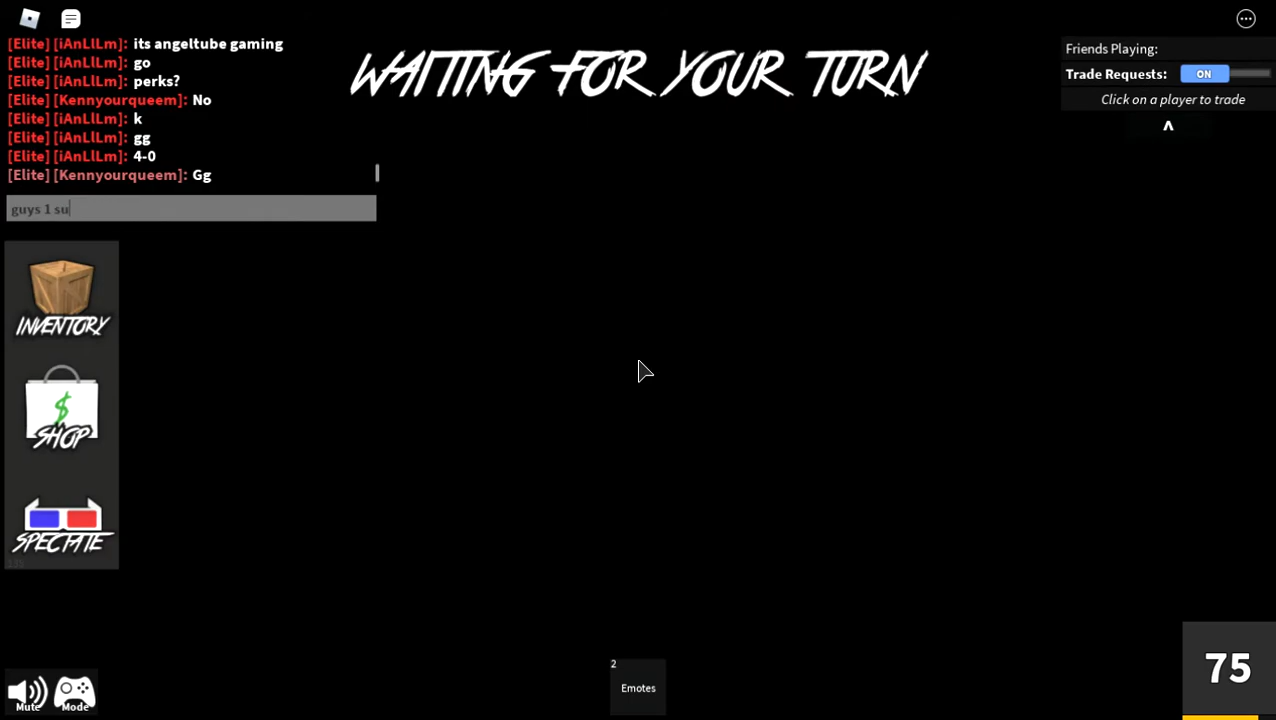 [Elite] [iAnLlLm]: its angeltube gaming
[Elite] [iAnLlLm]: go
[Elite] [iAnLlLm]: perks?
[Elite] [Kennyourqueem]: No
[Elite] [iAnLlLm]: k
[Elite] [iAnLlLm]: gg
[Elite] [iAnLlLm]: 4-0
[Elite] [Kennyourqueem]: Gg
guys 1 su
WAITING FOR YOUR TURN
Friends Playing:
Trade Requests: ON
Click on a player to trade
INVENTORY
$
SHOP
SPECTATE
Mute
Mode
2
Emotes
75